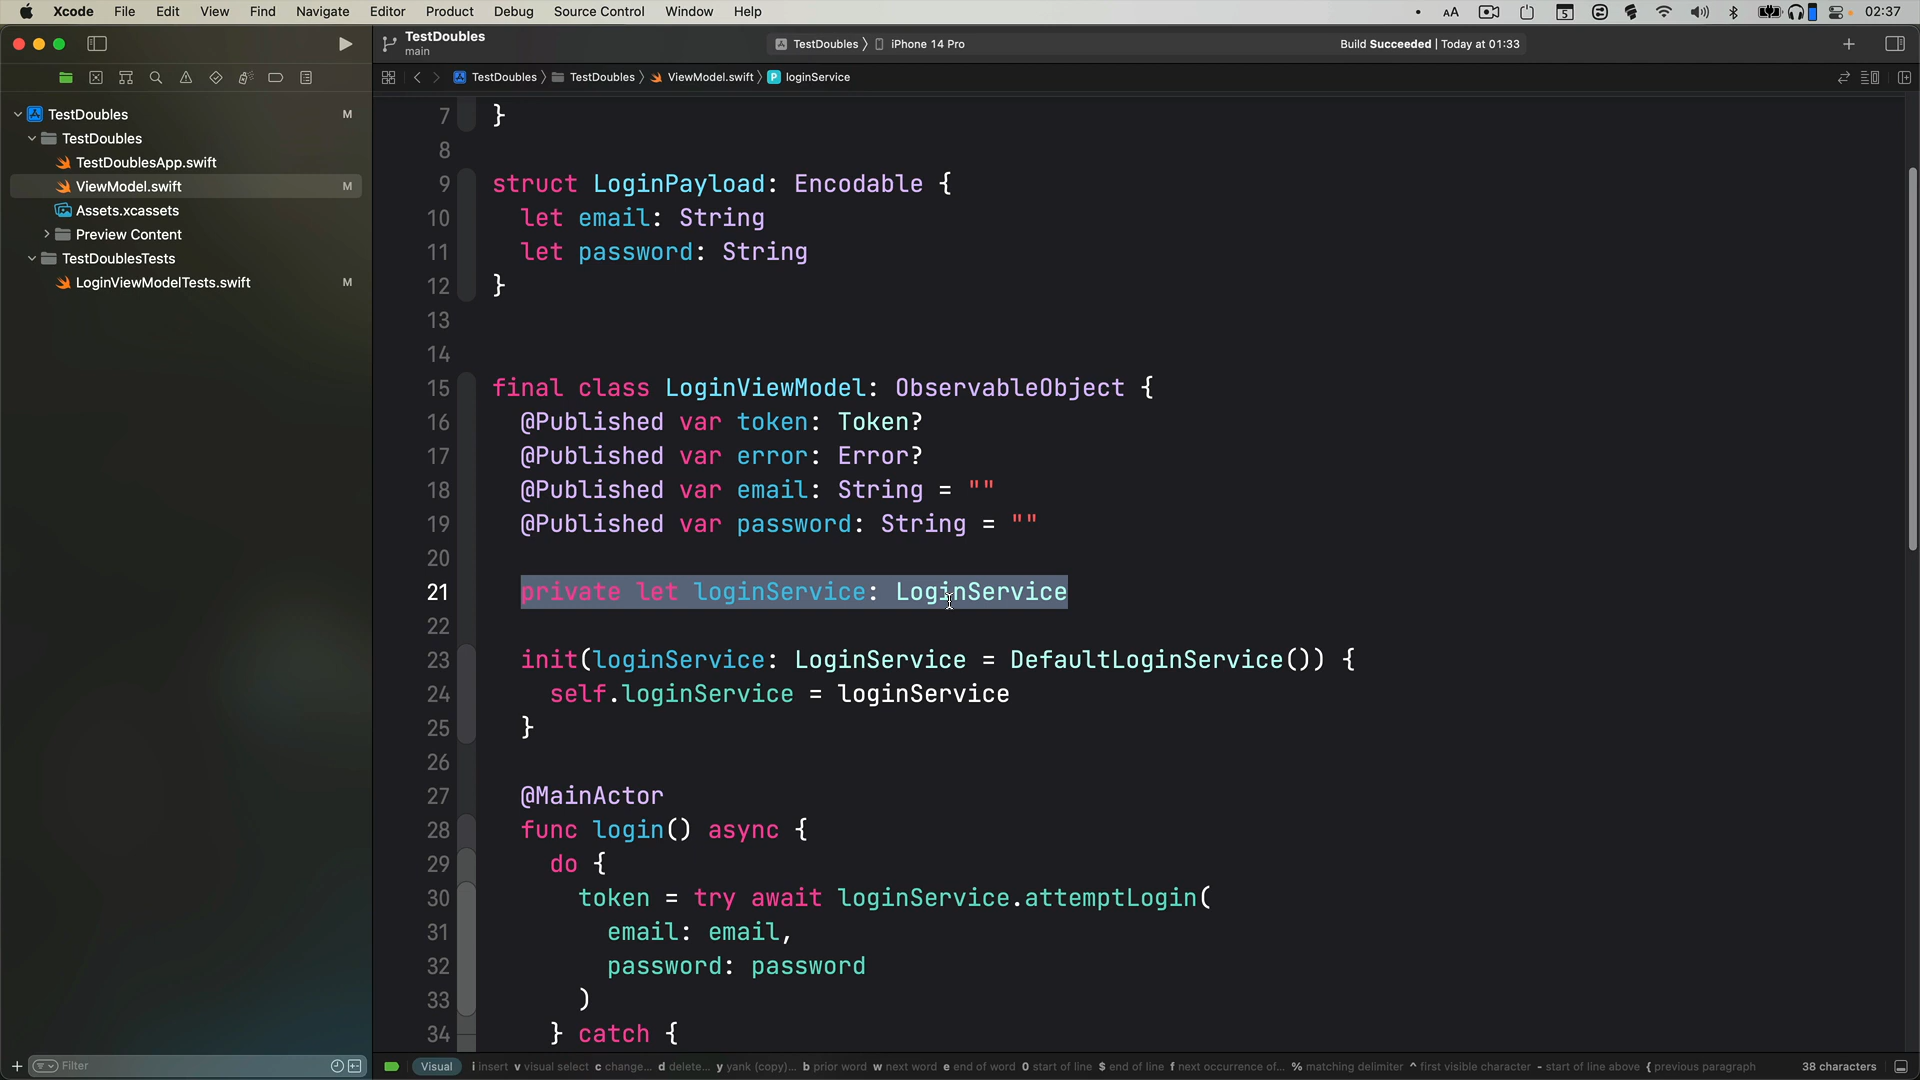 Xcode File Edit View Find Navigate Editor Product Debug Source Control Window Help AA 5 02:37
TestDoubles
main
TestDoubles iPhone 14 Pro
Build Succeeded | Today at 01:33
TestDoubles TestDoubles ViewModel.swift P loginService
TestDoubles M
TestDoubles
TestDoublesApp.swift
ViewModel.swift M
Assets.xcassets
Preview Content
TestDoublesTests
LoginViewModelTests.swift M
7 }
8
9 struct LoginPayload: Encodable {
10 let email: String
11 let password: String
12 }
13
14
15 final class LoginViewModel: ObservableObject {
16 @Published var token: Token?
17 @Published var error: Error?
18 @Published var email: String = ""
19 @Published var password: String = ""
20
21 private let loginService: LoginService
22
23 init(loginService: LoginService = DefaultLoginService()) {
24 self.loginService = loginService
25 }
26
27 @MainActor
28 func login() async {
29 do {
30 token = try await loginService.attemptLogin(
31 email: email,
32 password: password
33 )
34 } catch {
Filter
Visual i insert v visual select c change... d delete... y yank (copy)... b prior word w next word e end of word 0 start of line $ end of line f next occurrence of... % matching delimiter ^ first visible character - start of line above { previous paragraph 38 characters